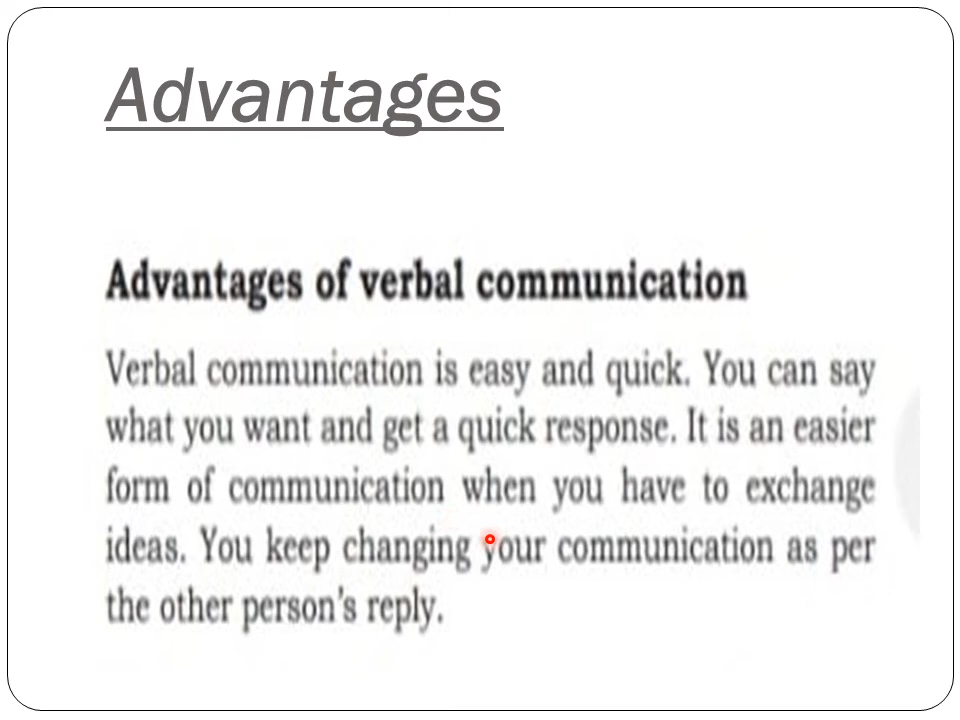 Advantages
Advantages of verbal communication
Verbal communication is easy and quick. You can say
what you want and get a quick response. It is an easier
form of communication when you have to exchange
ideas. You keep changing your communication as per
the other person's reply.